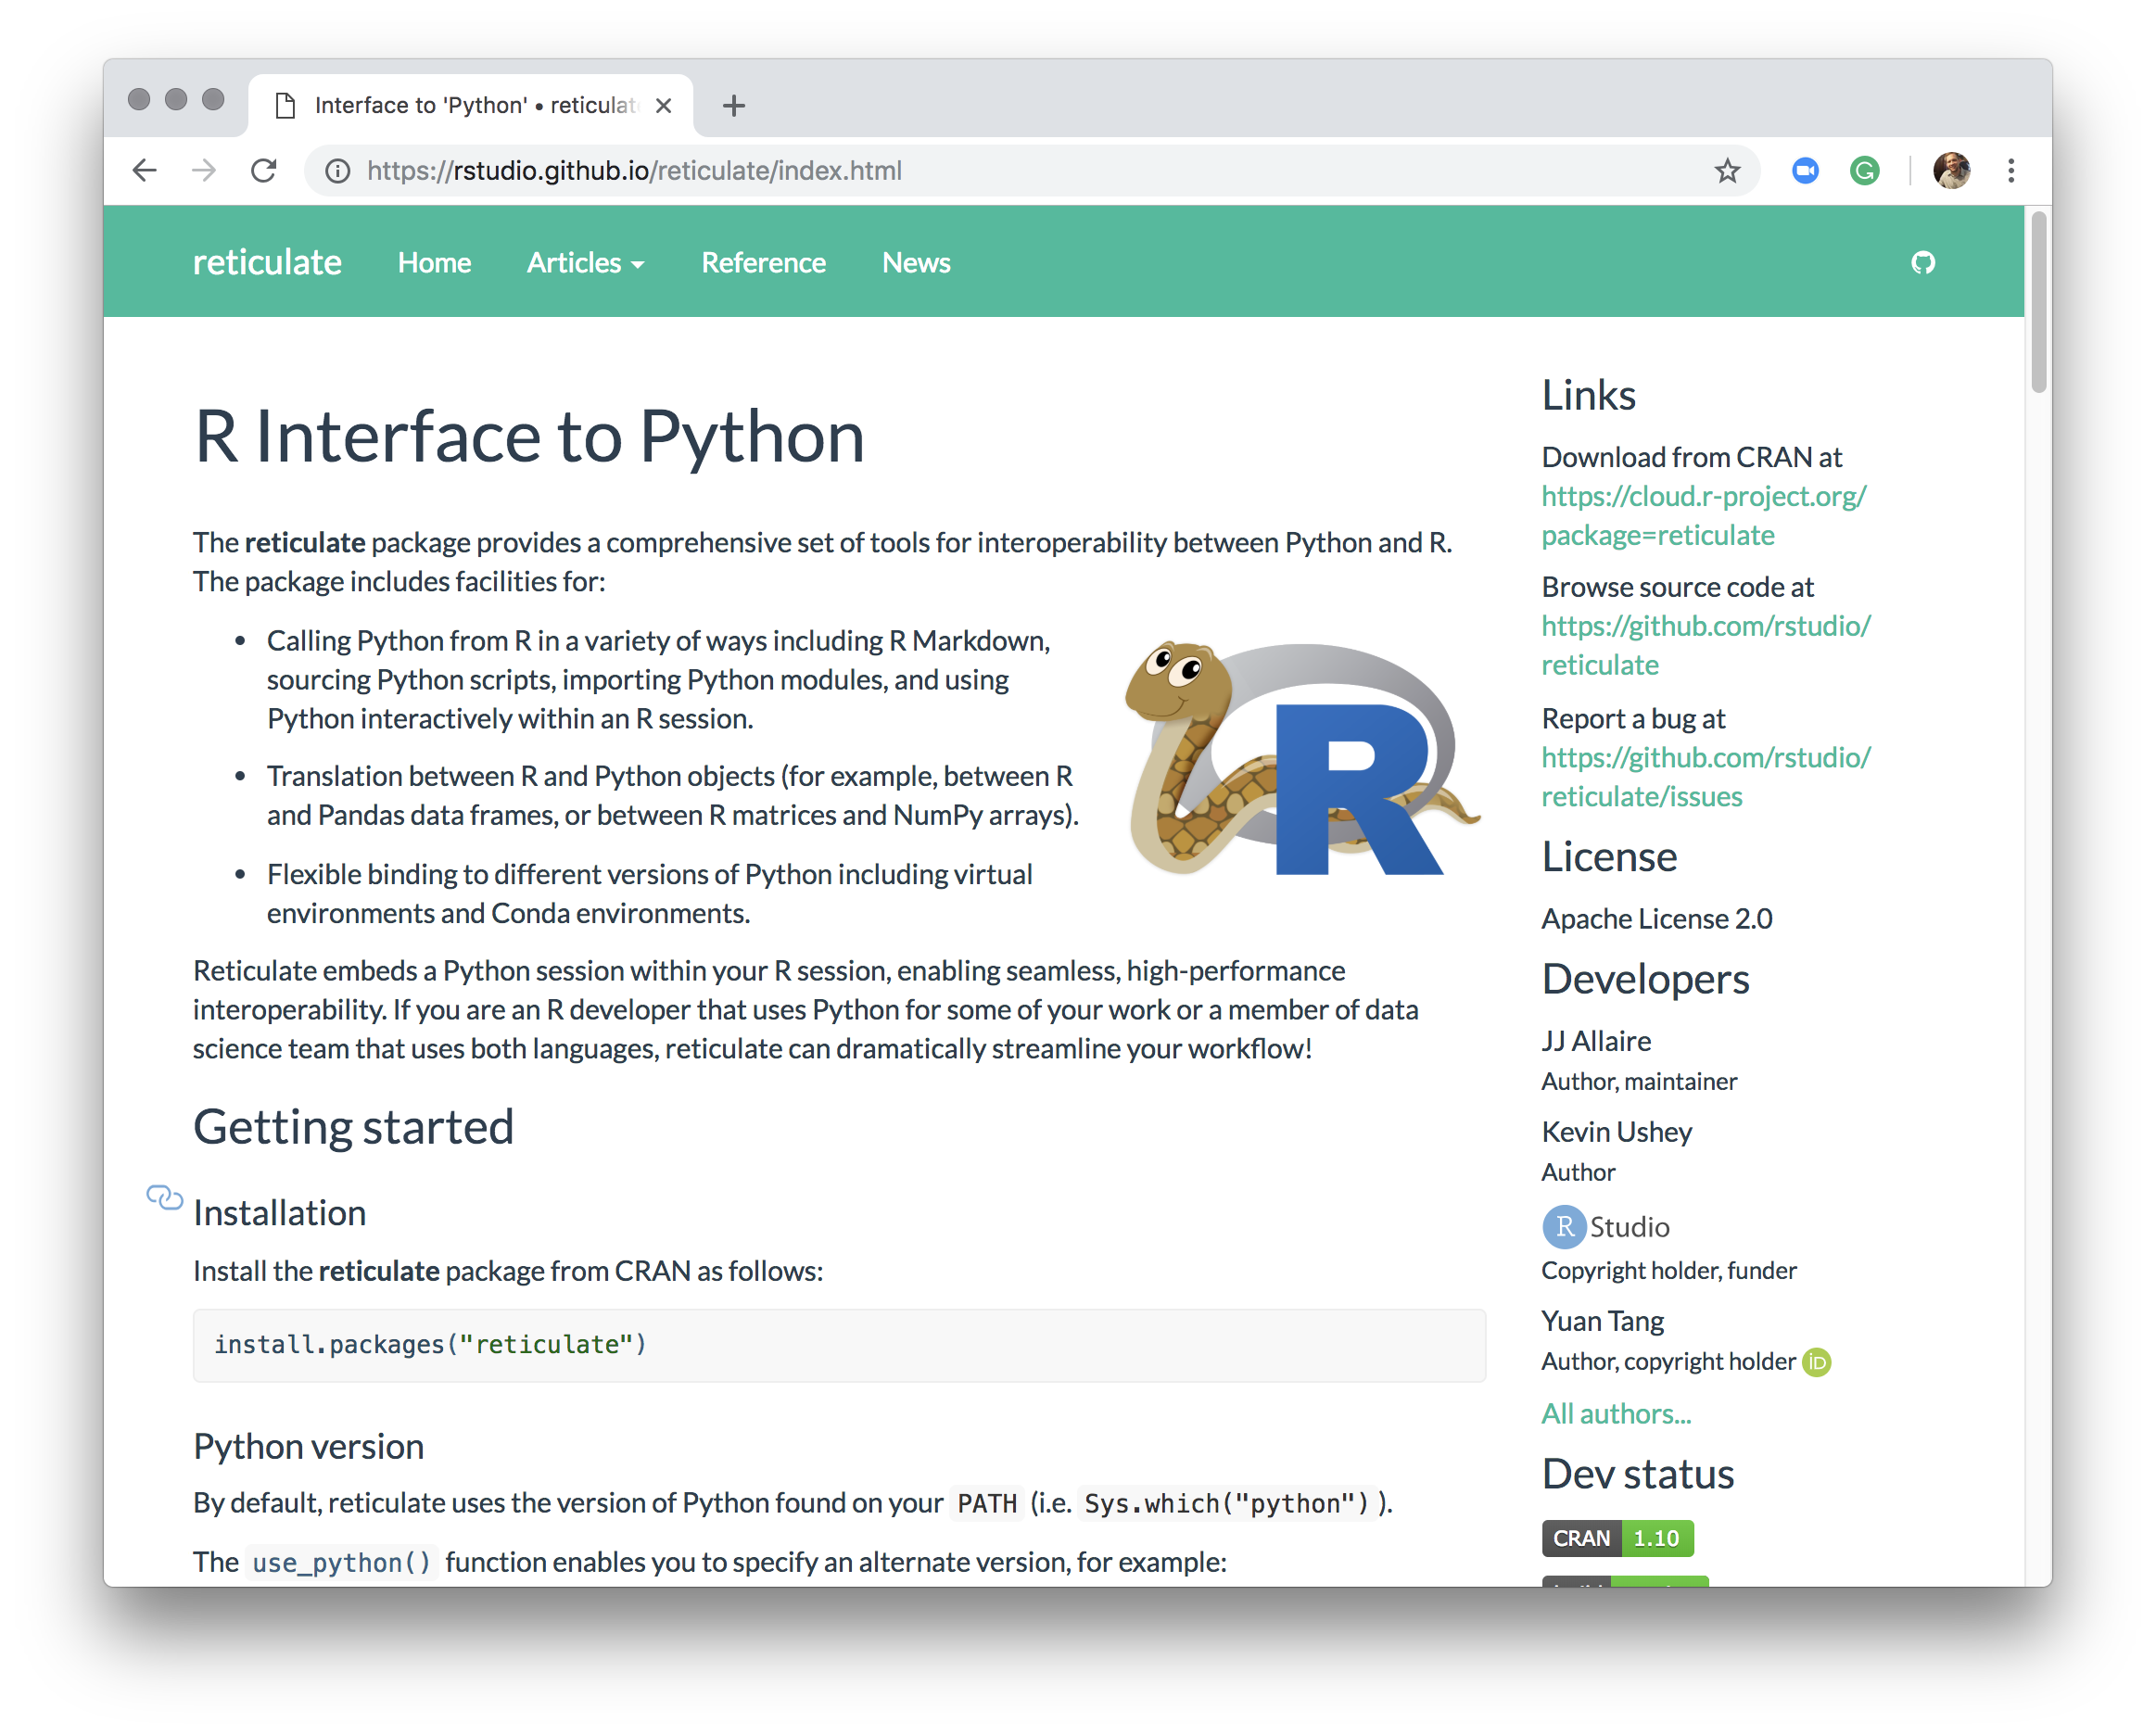 Interface to 'Python' • reticulat
https://rstudio.github.io/reticulate/index.html
reticulate
Home
Articles
Reference
News
R Interface to Python
The reticulate package provides a comprehensive set of tools for interoperability between Python and R.
The package includes facilities for:
• Calling Python from R in a variety of ways including R Markdown,
sourcing Python scripts, importing Python modules, and using
Python interactively within an R session.
• Translation between R and Python objects (for example, between R
and Pandas data frames, or between R matrices and NumPy arrays).
• Flexible binding to different versions of Python including virtual
environments and Conda environments.
R
Reticulate embeds a Python session within your R session, enabling seamless, high-performance
interoperability. If you are an R developer that uses Python for some of your work or a member of data
science team that uses both languages, reticulate can dramatically streamline your workflow!
Getting started
Installation
Install the reticulate package from CRAN as follows:
install.packages("reticulate")
Python version
By default, reticulate uses the version of Python found on your PATH (i.e. Sys.which("python")).
The use_python() function enables you to specify an alternate version, for example:
Links
Download from CRAN at
https://cloud.r-project.org/
package=reticulate
Browse source code at
https://github.com/rstudio/
reticulate
Report a bug at
https://github.com/rstudio/
reticulate/issues
License
Apache License 2.0
Developers
JJ Allaire
Author, maintainer
Kevin Ushey
Author
R Studio
Copyright holder, funder
Yuan Tang
Author, copyright holder iD
All authors...
Dev status
CRAN 1.10